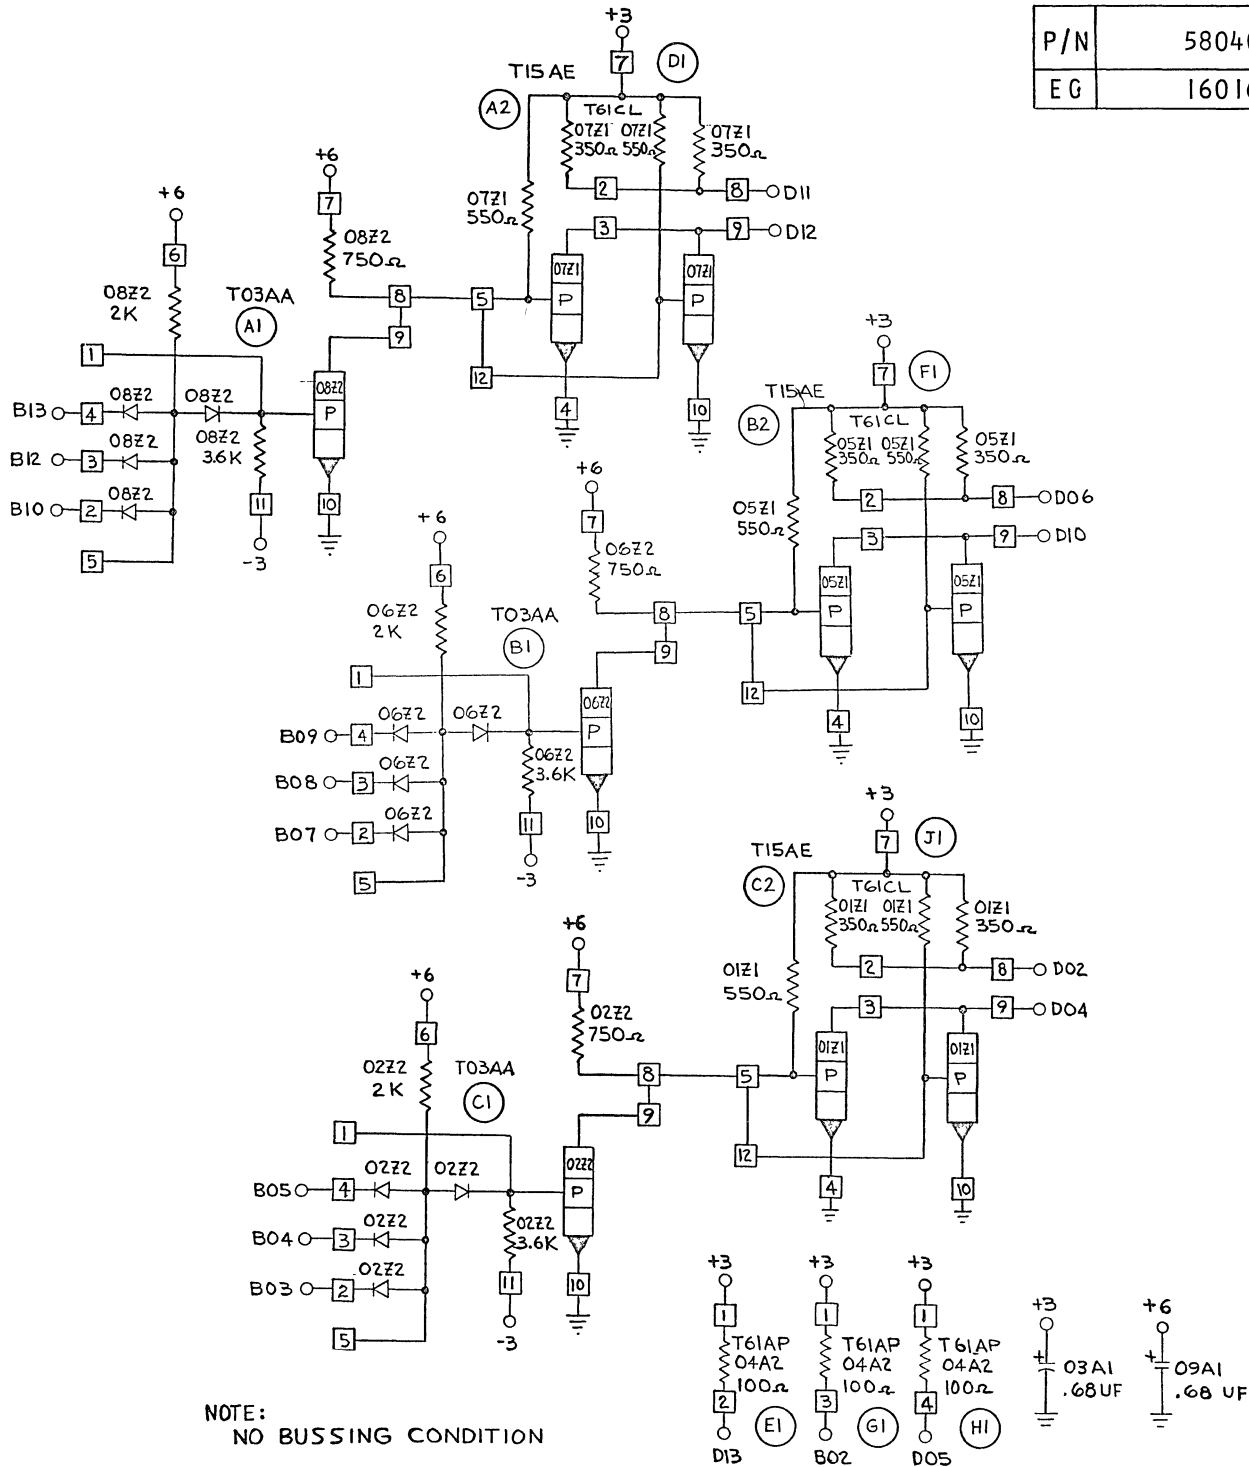 P/N 5804
EG 1601
+3
7
D1
T15AE
A2
T61CL
07Z1 350Ω
07Z1 550Ω
07Z1 350Ω
07Z1 550Ω
2
8
D11
3
9
D12
07Z1
P
07Z1
P
5
12
4
10
+6
7
08Z2 750Ω
8
9
+6
6
08Z2 2K
T03AA
A1
1
B13
4
08Z2
08Z2
08Z2
P
B12
3
08Z2
08Z2 3.6K
B10
2
08Z2
11
10
5
-3
+3
7
F1
T15AE
B2
T61CL
05Z1 350Ω
05Z1 550Ω
05Z1 350Ω
05Z1 550Ω
2
8
D06
3
9
D10
05Z1
P
05Z1
P
5
12
4
10
+6
7
06Z2 750Ω
8
9
+6
6
06Z2 2K
T03AA
B1
1
B09
4
06Z2
06Z2
06Z2
P
B08
3
06Z2
06Z2 3.6K
B07
2
06Z2
11
10
5
-3
+3
7
J1
T15AE
C2
T61CL
01Z1 350Ω
01Z1 550Ω
01Z1 350Ω
01Z1 550Ω
2
8
D02
3
9
D04
01Z1
P
01Z1
P
5
12
4
10
+6
7
02Z2 750Ω
8
9
+6
6
02Z2 2K
T03AA
C1
1
B05
4
02Z2
02Z2
02Z2
P
B04
3
02Z2
02Z2 3.6K
B03
2
02Z2
11
10
5
-3
+3
1
T61AP
04A2
100Ω
2
E1
D13
+3
1
T61AP
04A2
100Ω
3
G1
B02
+3
1
T61AP
04A2
100Ω
4
H1
D05
+3
+
03A1
.68UF
+6
+
09A1
.68 UF
NOTE:
NO BUSSING CONDITION